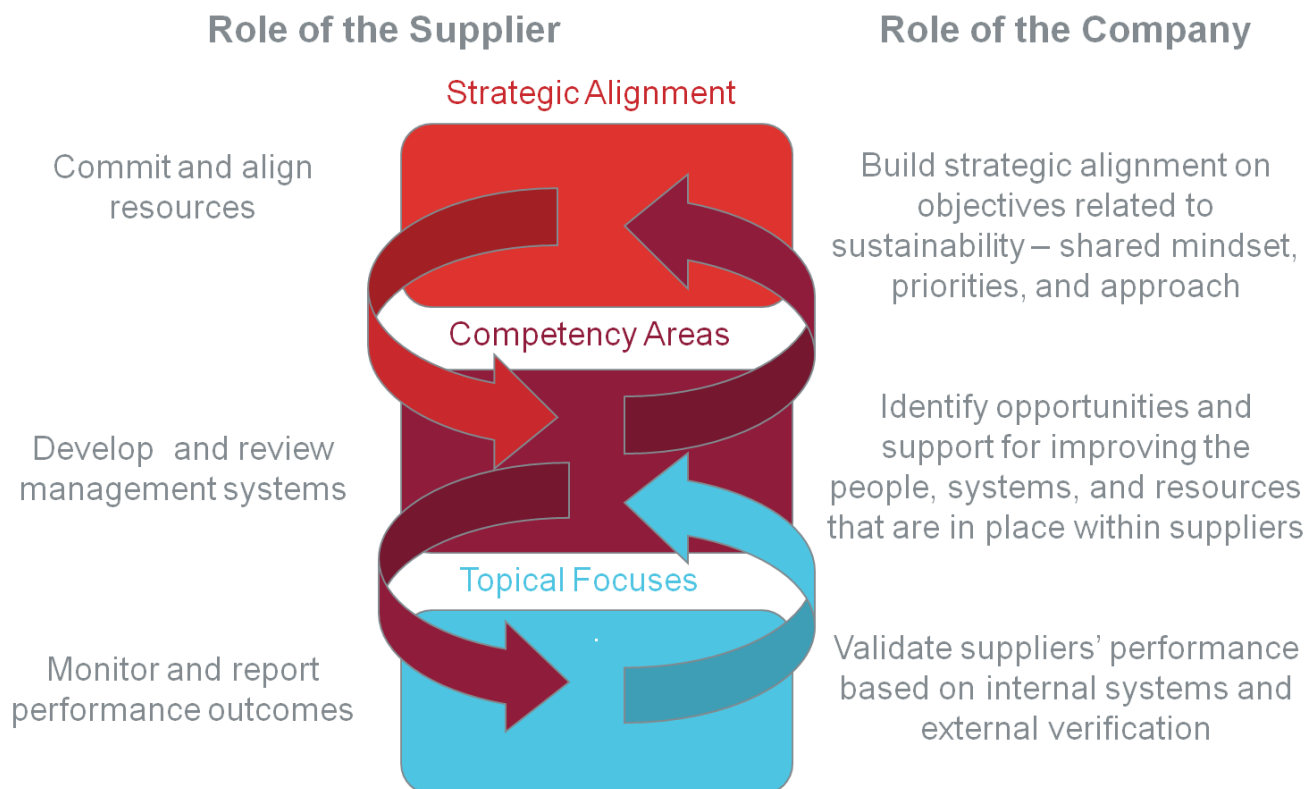 Role of the Supplier
Role of the Company
Strategic Alignment
Commit and align
resources
Build strategic alignment on
objectives related to
sustainability – shared mindset,
priorities, and approach
Competency Areas
Develop and review
management systems
Identify opportunities and
support for improving the
people, systems, and resources
that are in place within suppliers
Topical Focuses
Monitor and report
performance outcomes
Validate suppliers’ performance
based on internal systems and
external verification